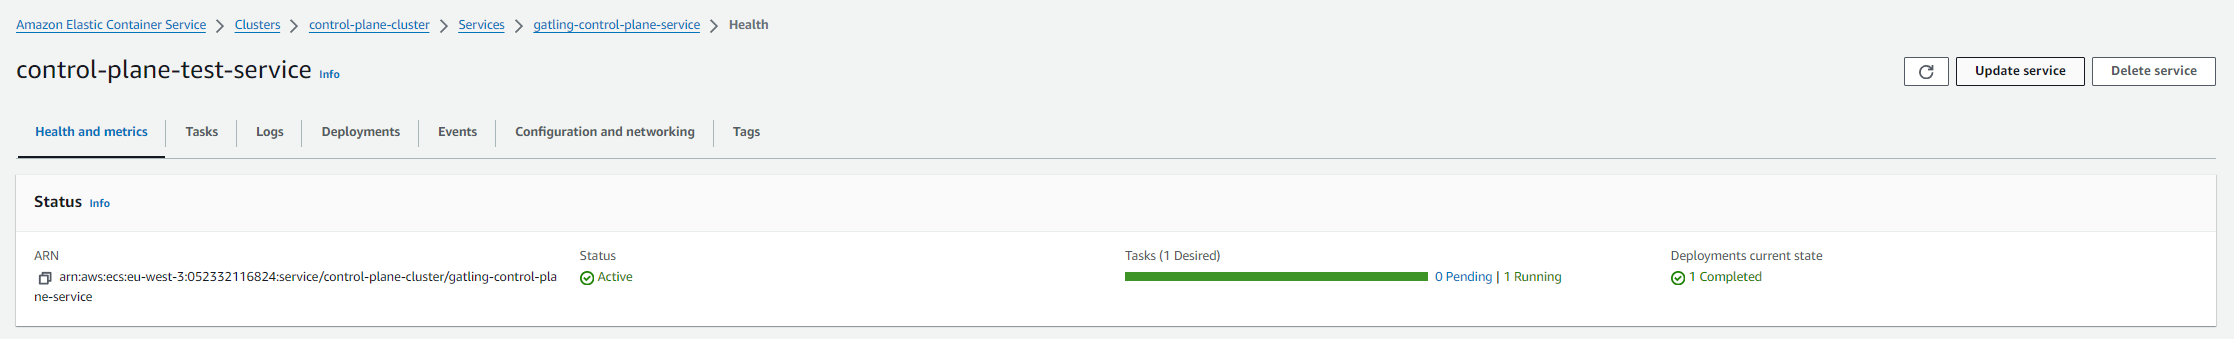 Amazon Elastic Container Service > Clusters > control-plane-cluster > Services > gatling-control-plane-service > Health
control-plane-test-service Info
Update service Delete service
Health and metrics Tasks Logs Deployments Events Configuration and networking Tags
Status Info
ARN Status Tasks (1 Desired) Deployments current state
arn:aws:ecs:eu-west-3:052332116824:service/control-plane-cluster/gatling-control-pla Active 0 Pending | 1 Running 1 Completed
ne-service